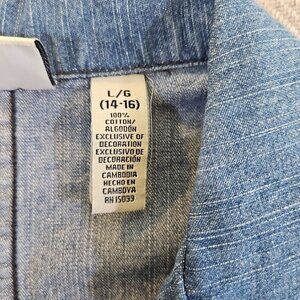 L/G
(14-16)
100%
COTTON/
ALGODÓN
EXCLUSIVE OF
DECORATION
EXCLUSIVO DE
DECORACIÓN
MADE IN
CAMBODIA
HECHO EN
CAMBOYA
RN 15099